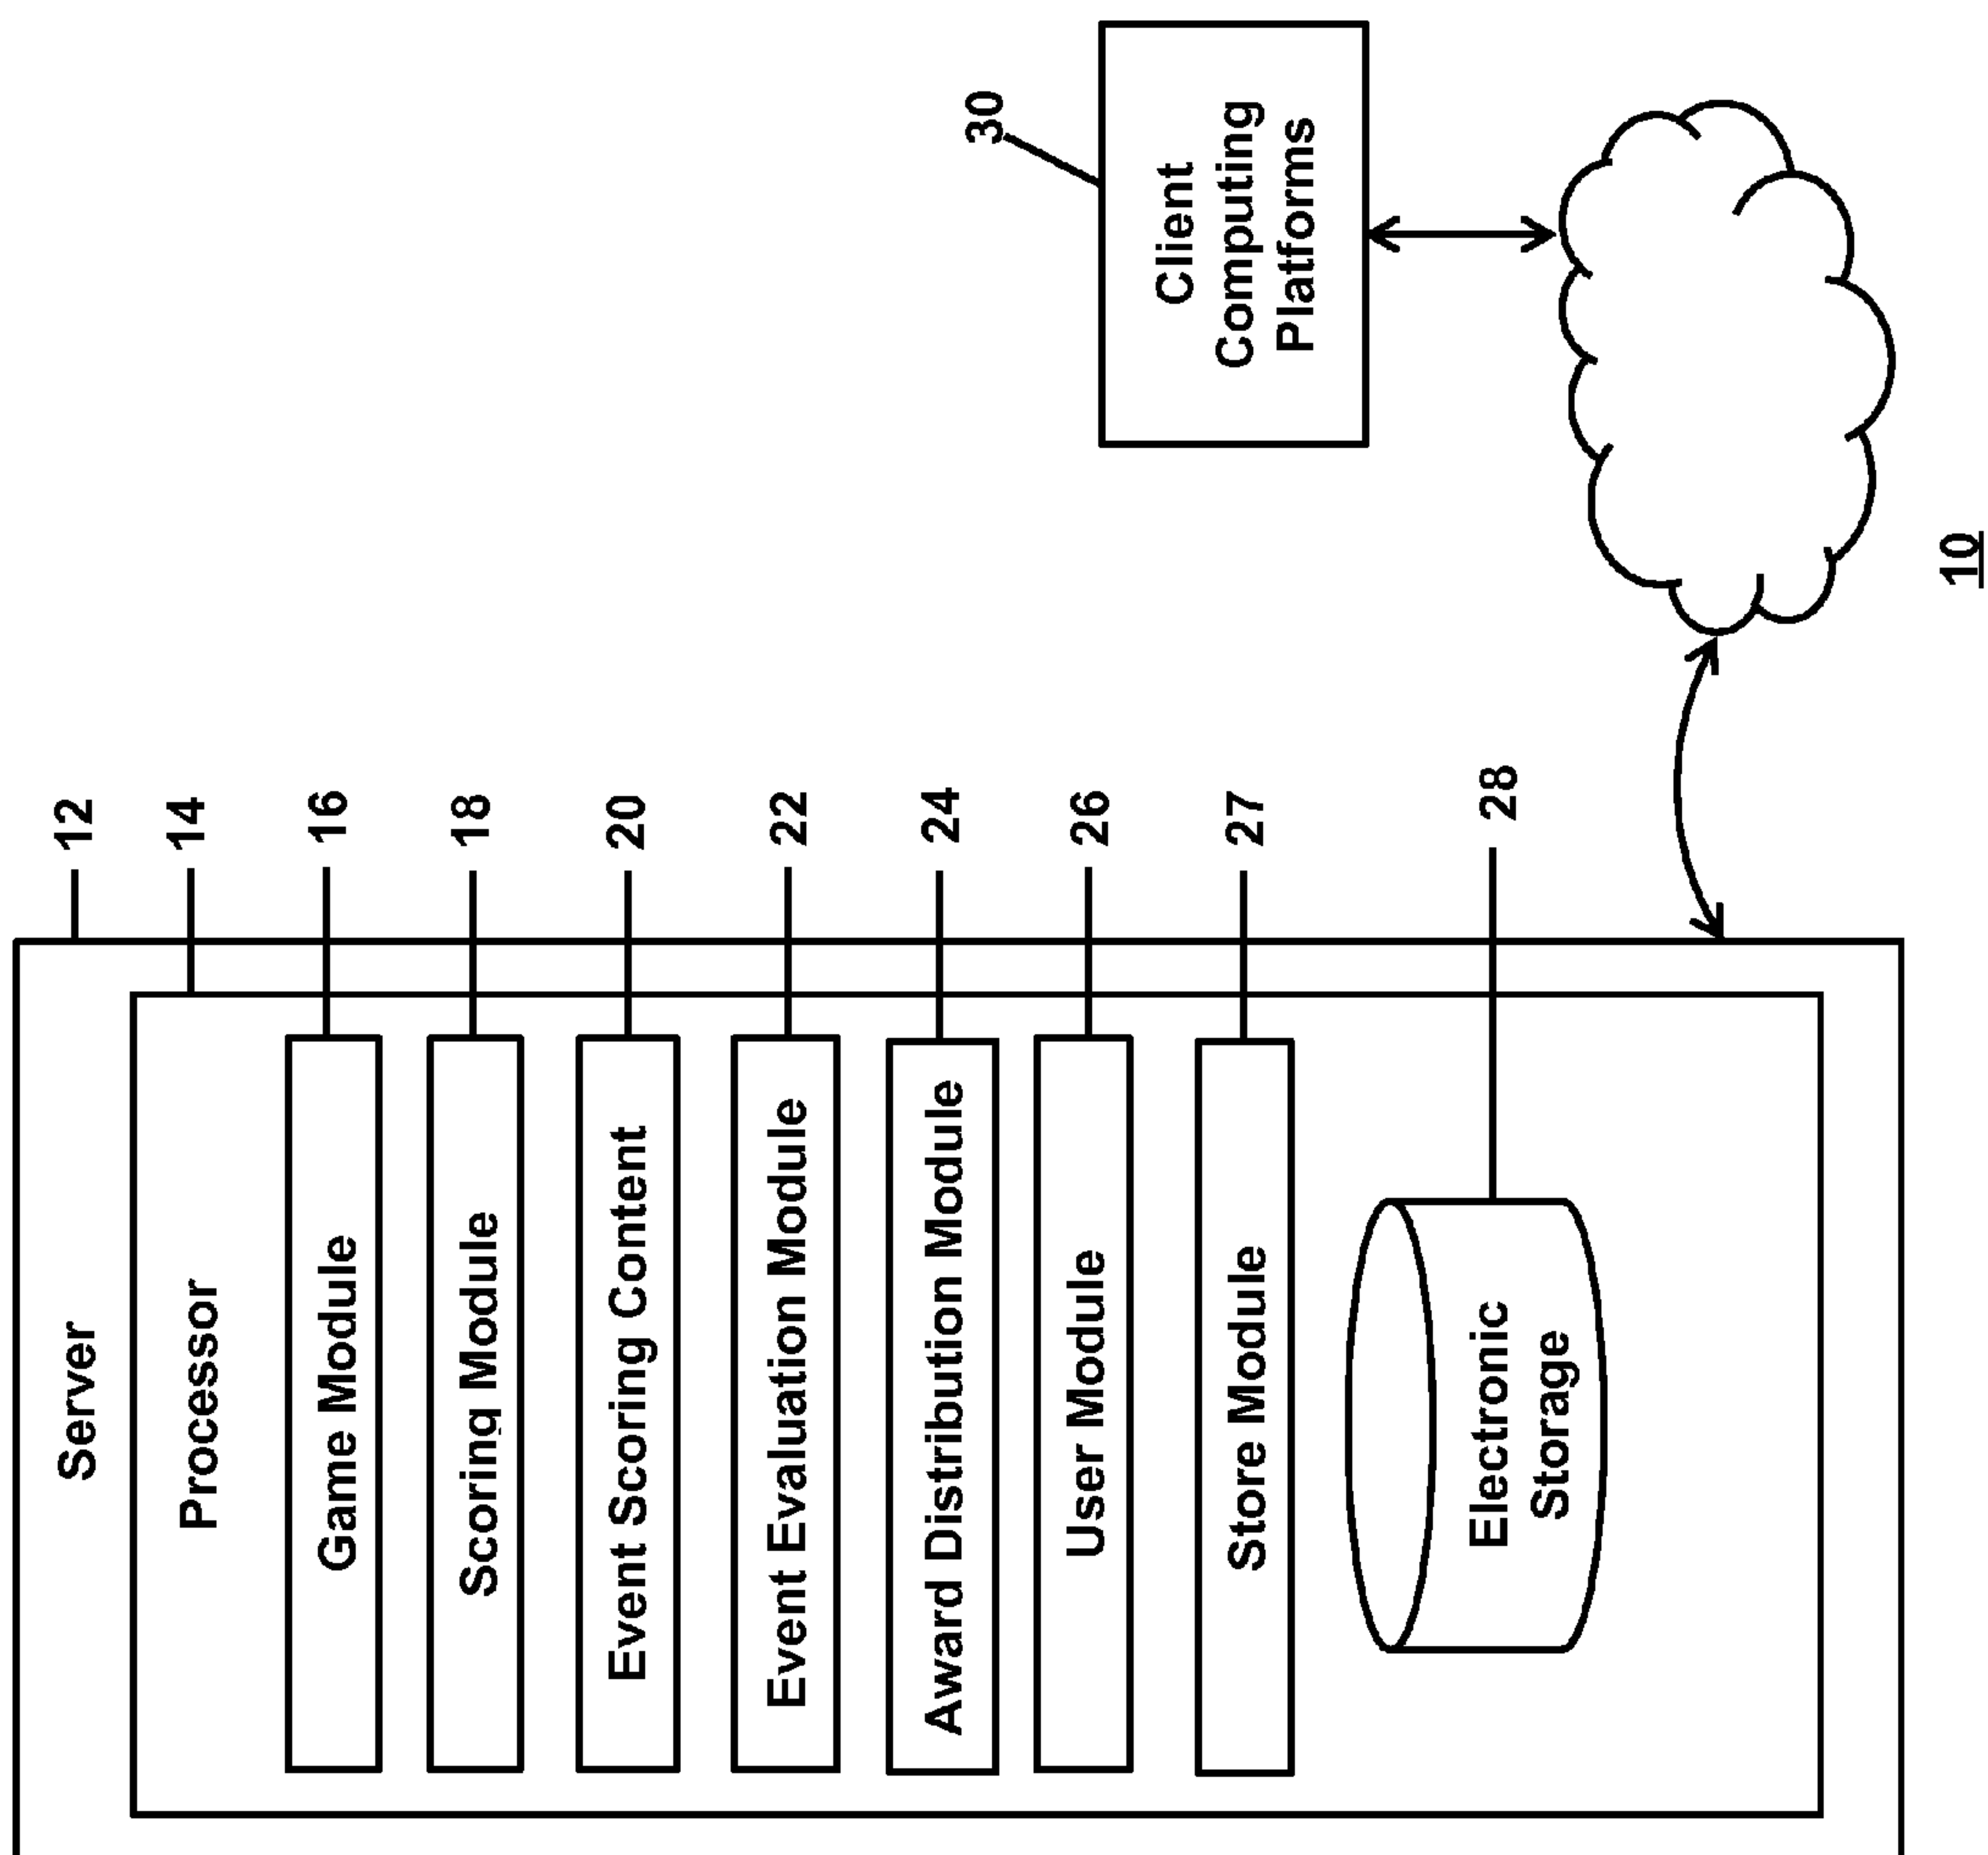 Server
12
Processor
14
Game Module
16
Scoring Module
18
Event Scoring Content
20
Event Evaluation Module
22
Award Distribution Module
24
User Module
26
Store Module
27
Electronic
Storage
28
30
Client
Computing
Platforms
10